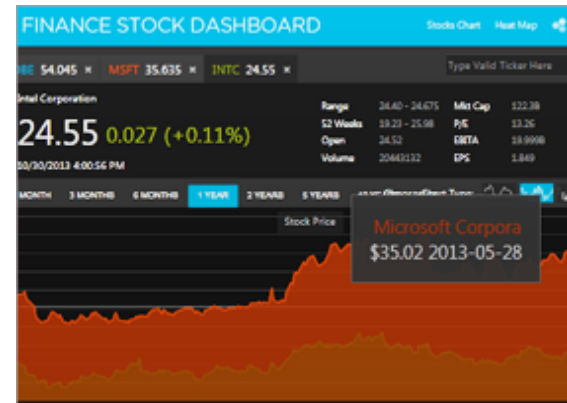 FINANCE STOCK DASHBOARD
Stocks Chart Heat Map
BE 54.045 × MSFT 35.635 × INTC 24.55 ×
Type Valid Ticker Here
Intel Corporation
24.55 0.027 (+0.11%)
10/30/2013 4:00:56 PM
Range 24.40 - 24.675 Mkt Cap 122.3B
52 Weeks 19.23 - 25.98 P/E 13.26
Open 24.52 EBITA 19.999B
Volume 20443132 EPS 1.849
MONTH 3 MONTHS 6 MONTHS 1 YEAR 2 YEARS 5 YEARS
Stock Price
Microsoft Corpora
$35.02 2013-05-28